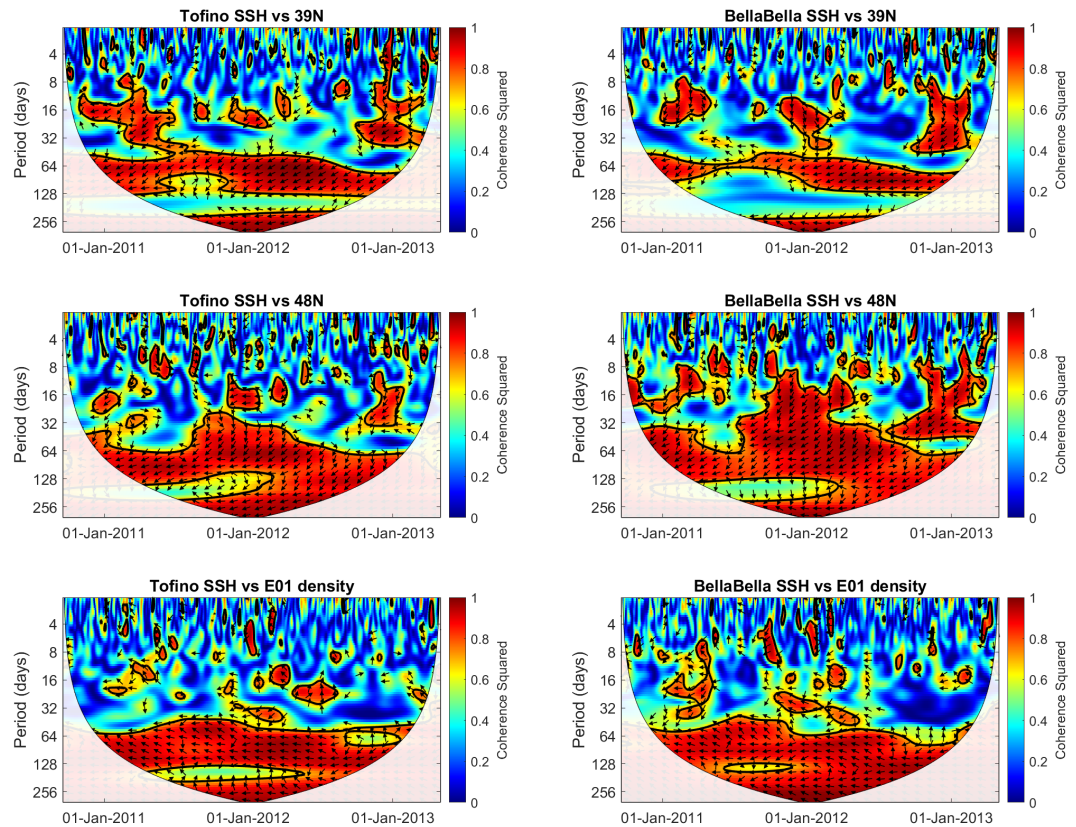 Tofino SSH vs 39N
Period (days)
4
8
16
32
64
128
256
01-Jan-2011
01-Jan-2012
01-Jan-2013
1
0.8
0.6
0.4
0.2
0
Coherence Squared
BellaBella SSH vs 39N
Period (days)
4
8
16
32
64
128
256
01-Jan-2011
01-Jan-2012
01-Jan-2013
1
0.8
0.6
0.4
0.2
0
Coherence Squared
Tofino SSH vs 48N
Period (days)
4
8
16
32
64
128
256
01-Jan-2011
01-Jan-2012
01-Jan-2013
1
0.8
0.6
0.4
0.2
0
Coherence Squared
BellaBella SSH vs 48N
Period (days)
4
8
16
32
64
128
256
01-Jan-2011
01-Jan-2012
01-Jan-2013
1
0.8
0.6
0.4
0.2
0
Coherence Squared
Tofino SSH vs E01 density
Period (days)
4
8
16
32
64
128
256
01-Jan-2011
01-Jan-2012
01-Jan-2013
1
0.8
0.6
0.4
0.2
0
Coherence Squared
BellaBella SSH vs E01 density
Period (days)
4
8
16
32
64
128
256
01-Jan-2011
01-Jan-2012
01-Jan-2013
1
0.8
0.6
0.4
0.2
0
Coherence Squared